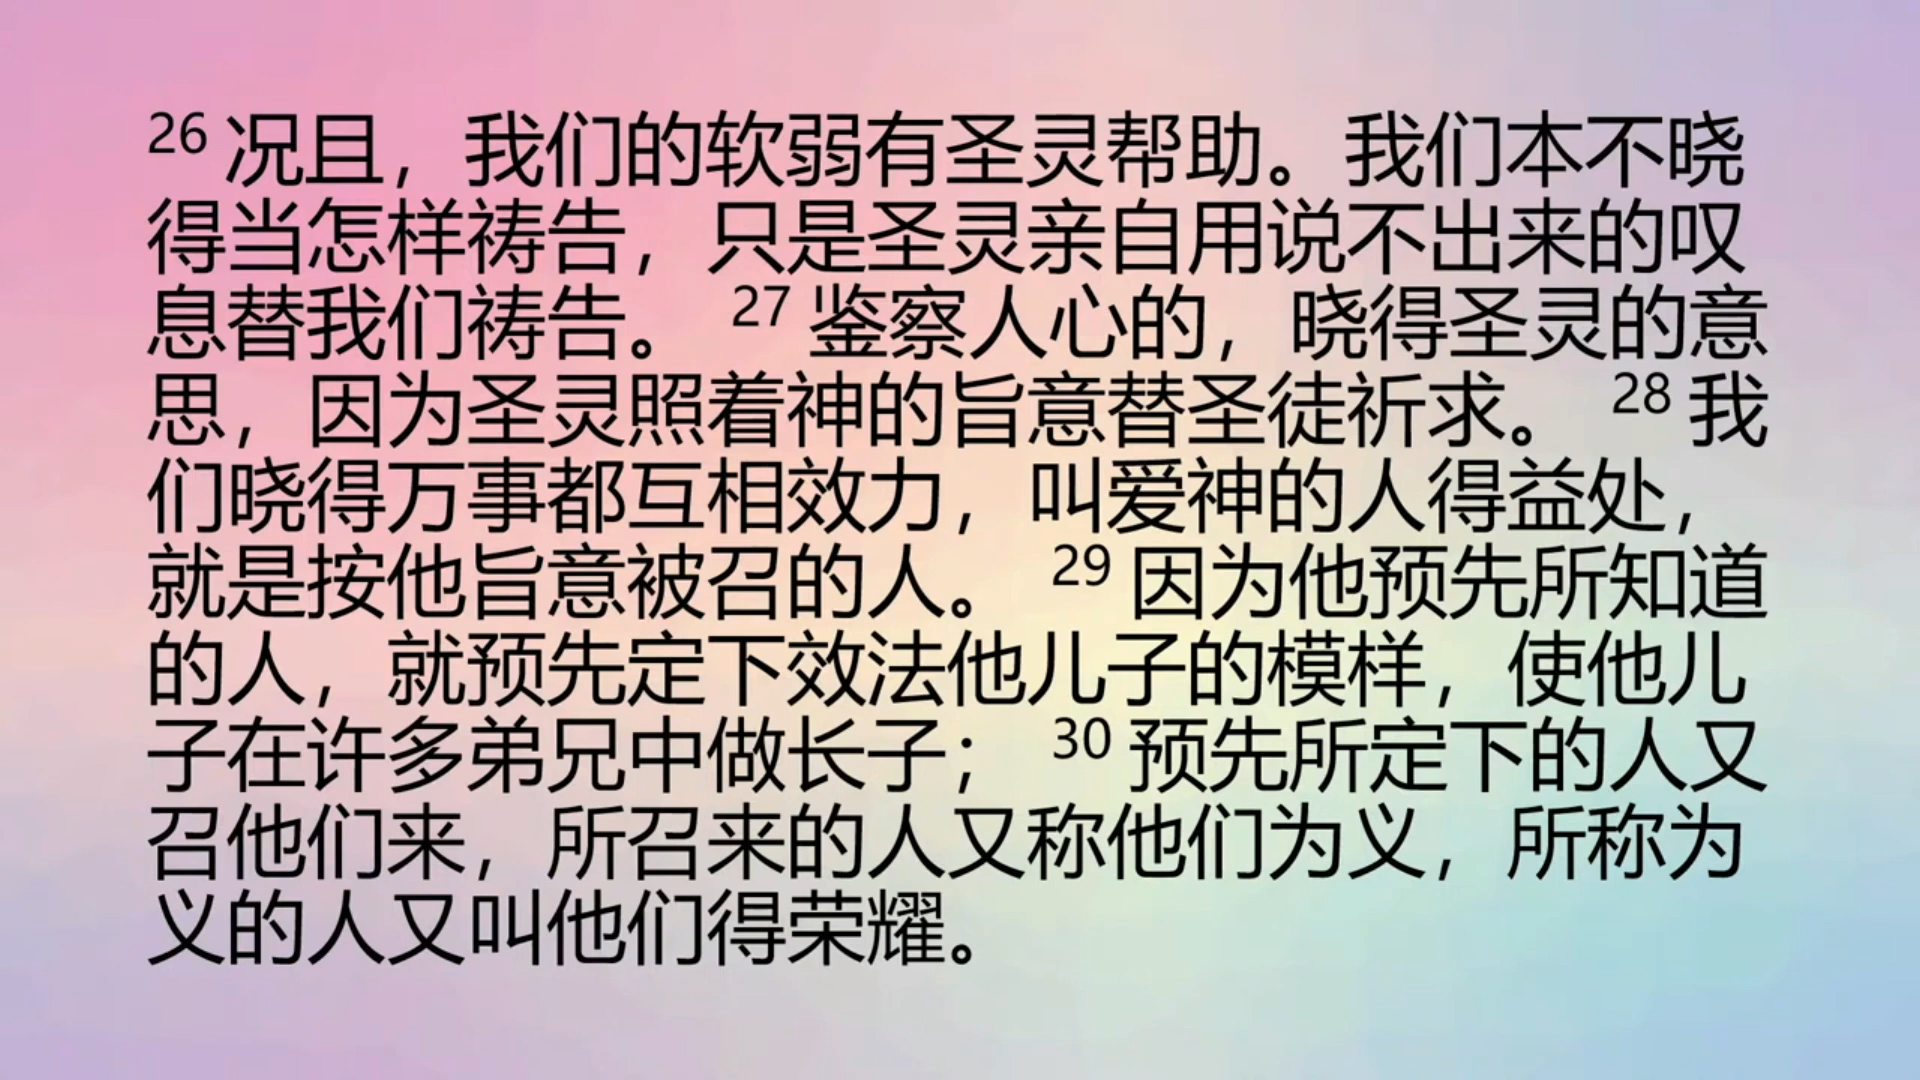 26 况且，我们的软弱有圣灵帮助。我们本不晓
得当怎样祷告，只是圣灵亲自用说不出来的叹
息替我们祷告。 27 鉴察人心的，晓得圣灵的意
思，因为圣灵照着神的旨意替圣徒祈求。 28 我
们晓得万事都互相效力，叫爱神的人得益处，
就是按他旨意被召的人。 29 因为他预先所知道
的人，就预先定下效法他儿子的模样，使他儿
子在许多弟兄中做长子； 30 预先所定下的人又
召他们来，所召来的人又称他们为义，所称为
义的人又叫他们得荣耀。